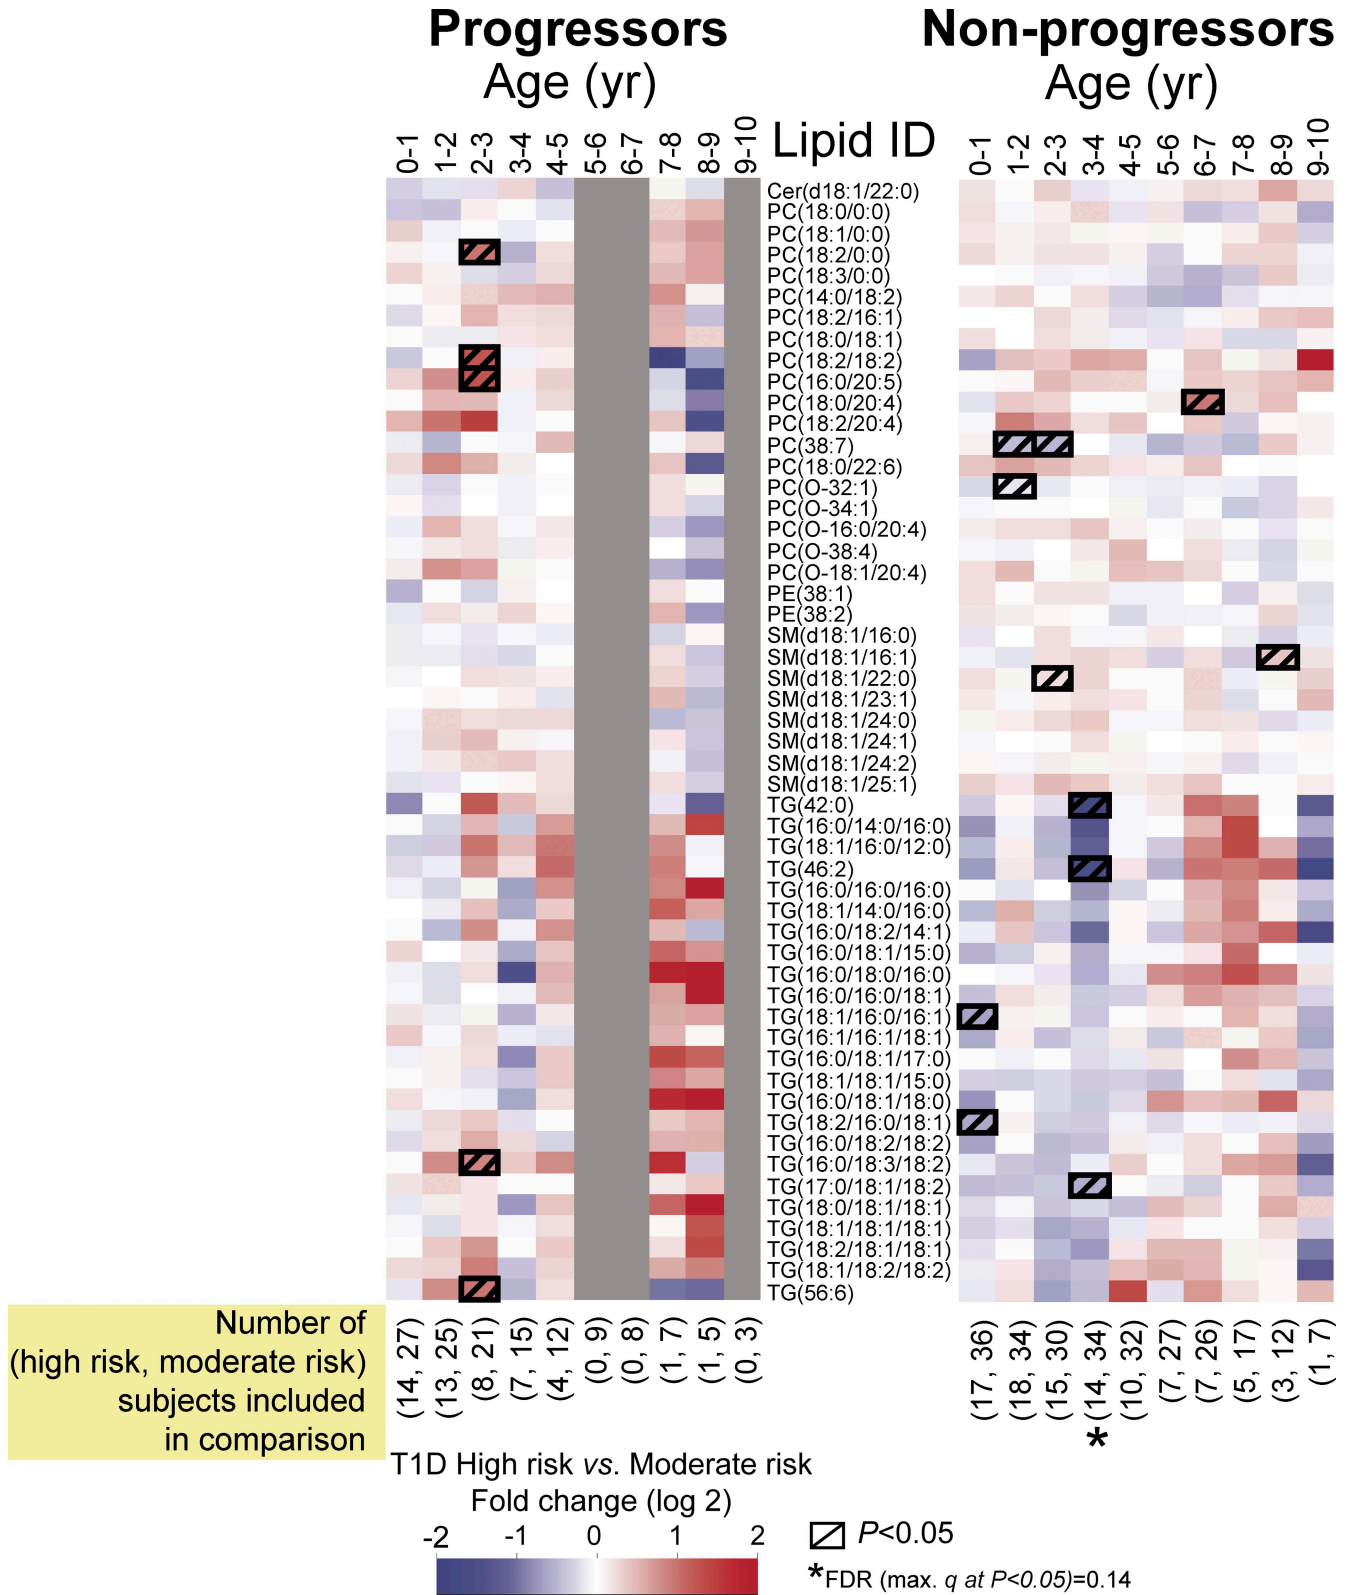 Progressors
Non-progressors
Age (yr)
Age (yr)
0-1 1-2 2-3 3-4 4-5 5-6 6-7 7-8 8-9 9-10
Lipid ID
0-1 1-2 2-3 3-4 4-5 5-6 6-7 7-8 8-9 9-10
Cer(d18:1/22:0)
PC(18:0/0:0)
PC(18:1/0:0)
PC(18:2/0:0)
PC(18:3/0:0)
PC(14:0/18:2)
PC(18:2/16:1)
PC(18:0/18:1)
PC(18:2/18:2)
PC(16:0/20:5)
PC(18:0/20:4)
PC(18:2/20:4)
PC(38:7)
PC(18:0/22:6)
PC(O-32:1)
PC(O-34:1)
PC(O-16:0/20:4)
PC(O-38:4)
PC(O-18:1/20:4)
PE(38:1)
PE(38:2)
SM(d18:1/16:0)
SM(d18:1/16:1)
SM(d18:1/22:0)
SM(d18:1/23:1)
SM(d18:1/24:0)
SM(d18:1/24:1)
SM(d18:1/24:2)
SM(d18:1/25:1)
TG(42:0)
TG(16:0/14:0/16:0)
TG(18:1/16:0/12:0)
TG(46:2)
TG(16:0/16:0/16:0)
TG(18:1/14:0/16:0)
TG(16:0/18:2/14:1)
TG(16:0/18:1/15:0)
TG(16:0/18:0/16:0)
TG(16:0/16:0/18:1)
TG(18:1/16:0/16:1)
TG(16:1/16:1/18:1)
TG(16:0/18:1/17:0)
TG(18:1/18:1/15:0)
TG(16:0/18:1/18:0)
TG(18:2/16:0/18:1)
TG(16:0/18:2/18:2)
TG(16:0/18:3/18:2)
TG(17:0/18:1/18:2)
TG(18:0/18:1/18:1)
TG(18:1/18:1/18:1)
TG(18:2/18:1/18:1)
TG(18:1/18:2/18:2)
TG(56:6)
Number of
(high risk, moderate risk)
subjects included
in comparison
(14, 27) (13, 25) (8, 21) (7, 15) (4, 12) (0, 9) (0, 8) (1, 7) (1, 5) (0, 3)
(17, 36) (18, 34) (15, 30) *(14, 34) (10, 32) (7, 27) (7, 26) (5, 17) (3, 12) (1, 7)
T1D High risk vs. Moderate risk
Fold change (log 2)
-2 -1 0 1 2
P<0.05
*FDR (max. q at P<0.05)=0.14